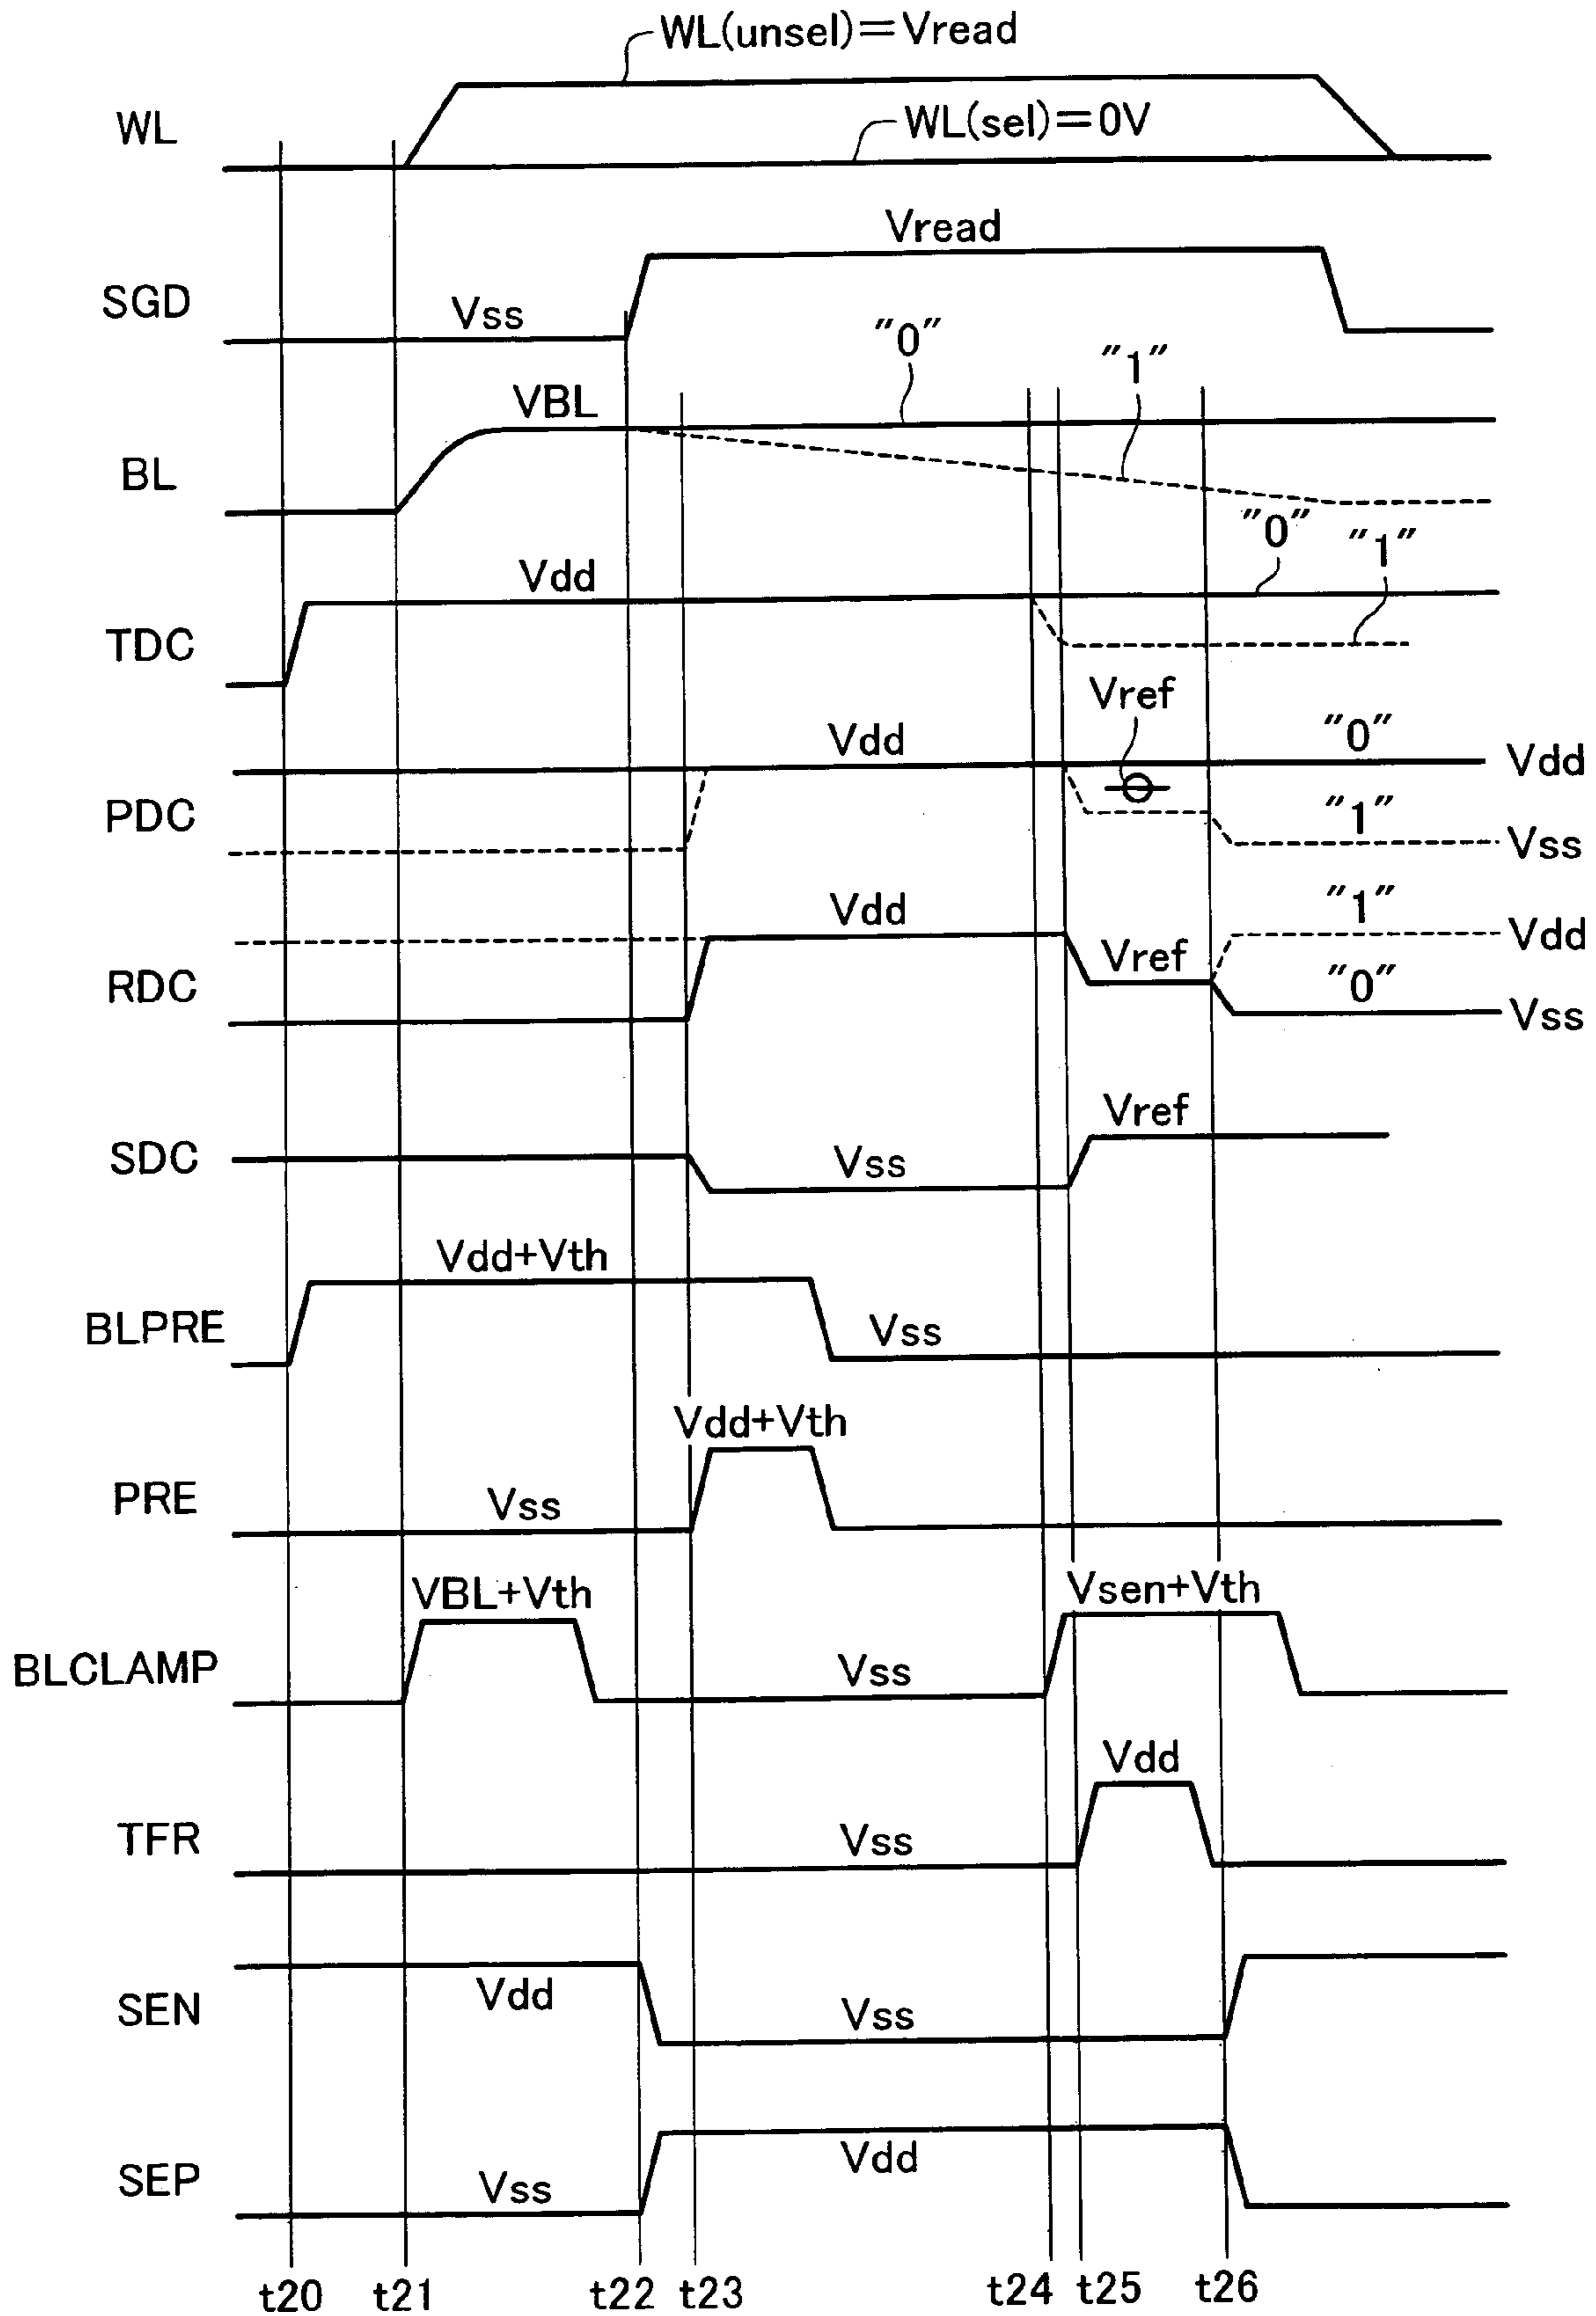 WL(unsel)=Vread
WL
WL(sel)=0V
Vread
SGD
Vss
"0"
"1"
VBL
BL
"0"
"1"
Vdd
TDC
Vref
Vdd
"0"
Vdd
PDC
"1"
Vss
Vdd
"1"
Vdd
RDC
Vref
"0"
Vss
Vref
SDC
Vss
Vdd+Vth
BLPRE
Vss
Vdd+Vth
PRE
Vss
VBL+Vth
Vsen+Vth
BLCLAMP
Vss
Vdd
TFR
Vss
SEN
Vdd
Vss
SEP
Vss
Vdd
t20 t21 t22 t23 t24 t25 t26